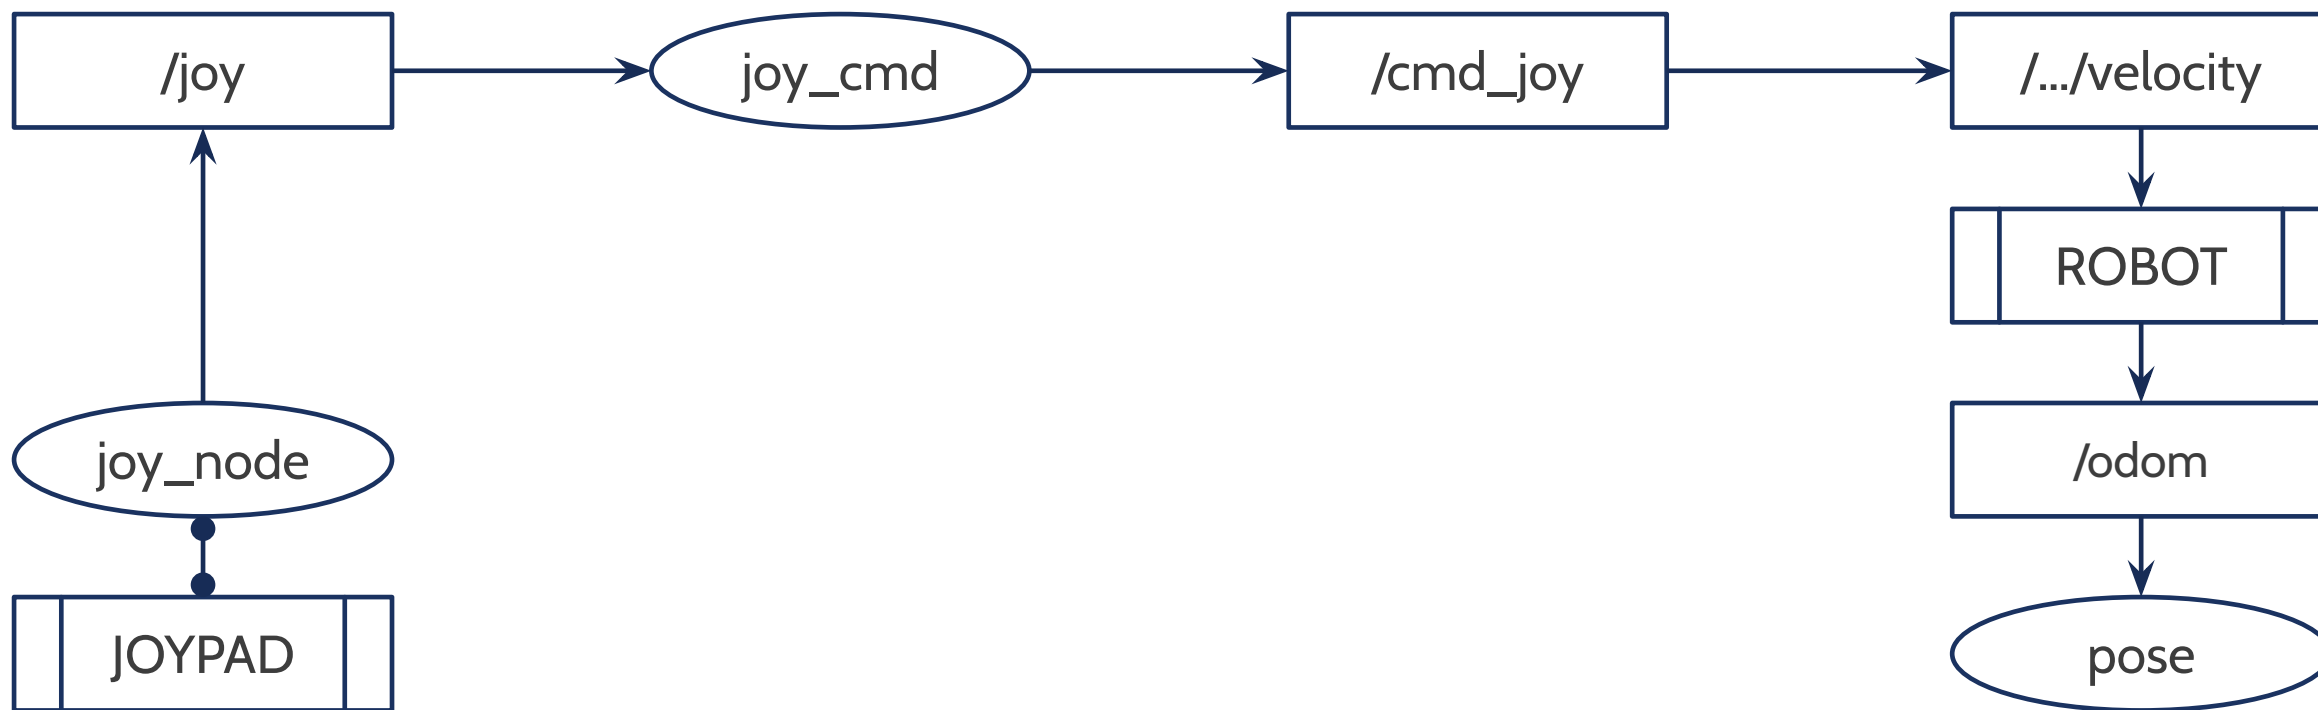 /joy
joy_cmd
/cmd_joy
/.../velocity
ROBOT
joy_node
/odom
JOYPAD
pose